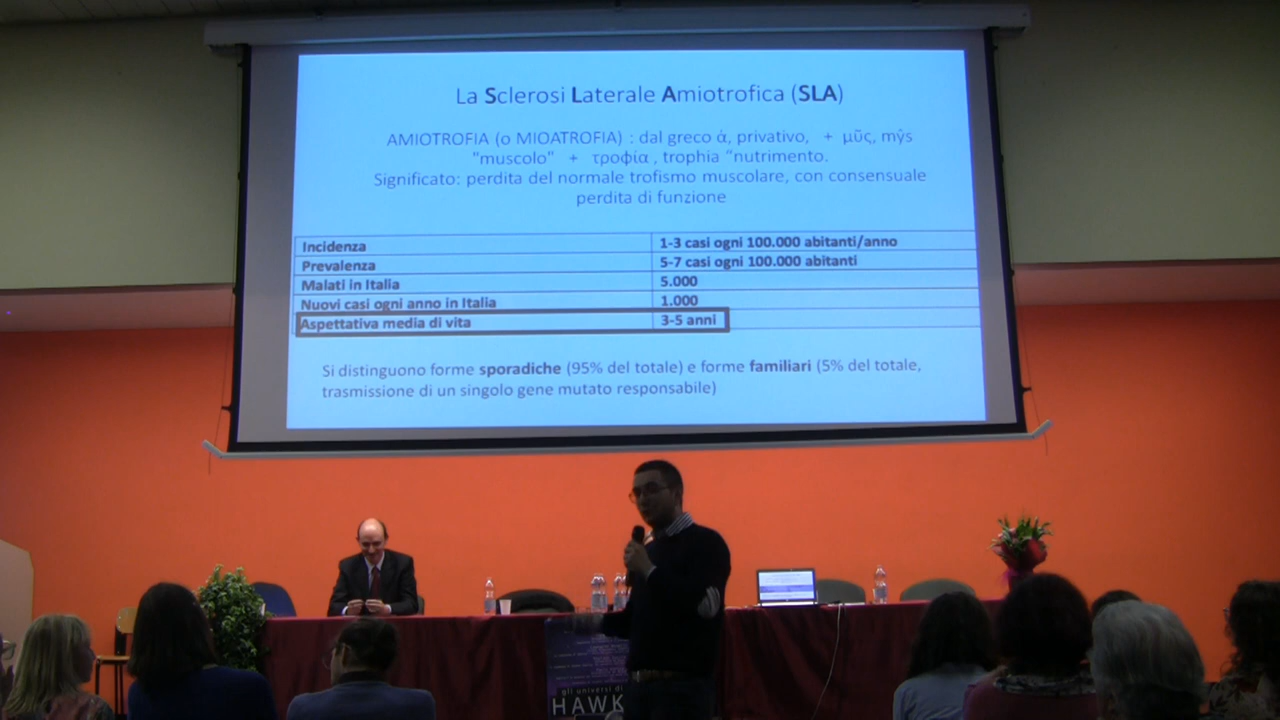 La Sclerosi Laterale Amiotrofica (SLA)
AMIOTROFIA (o MIOATROFIA) : dal greco ἀ, privativo, + μῦς, mŷs
"muscolo" + τροφία , trophia "nutrimento.
Significato: perdita del normale trofismo muscolare, con consensuale
perdita di funzione
Incidenza 1-3 casi ogni 100.000 abitanti/anno
Prevalenza 5-7 casi ogni 100.000 abitanti
Malati in Italia 5.000
Nuovi casi ogni anno in Italia 1.000
Aspettativa media di vita 3-5 anni
Si distinguono forme sporadiche (95% del totale) e forme familiari (5% del totale,
trasmissione di un singolo gene mutato responsabile)
gli universi di
HAWK